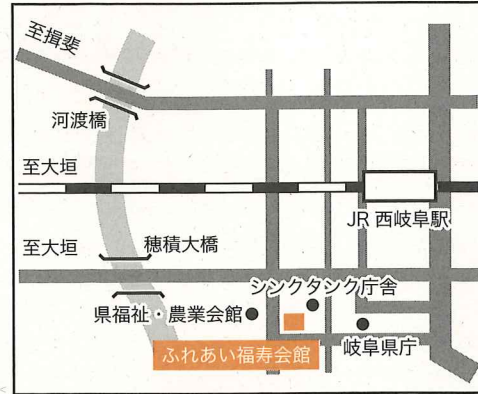 至揖斐
河渡橋
至大垣
JR 西岐阜駅
至大垣
穂積大橋
シンクタンク庁舎
県福祉・農業会館
岐阜県庁
ふれあい福寿会館